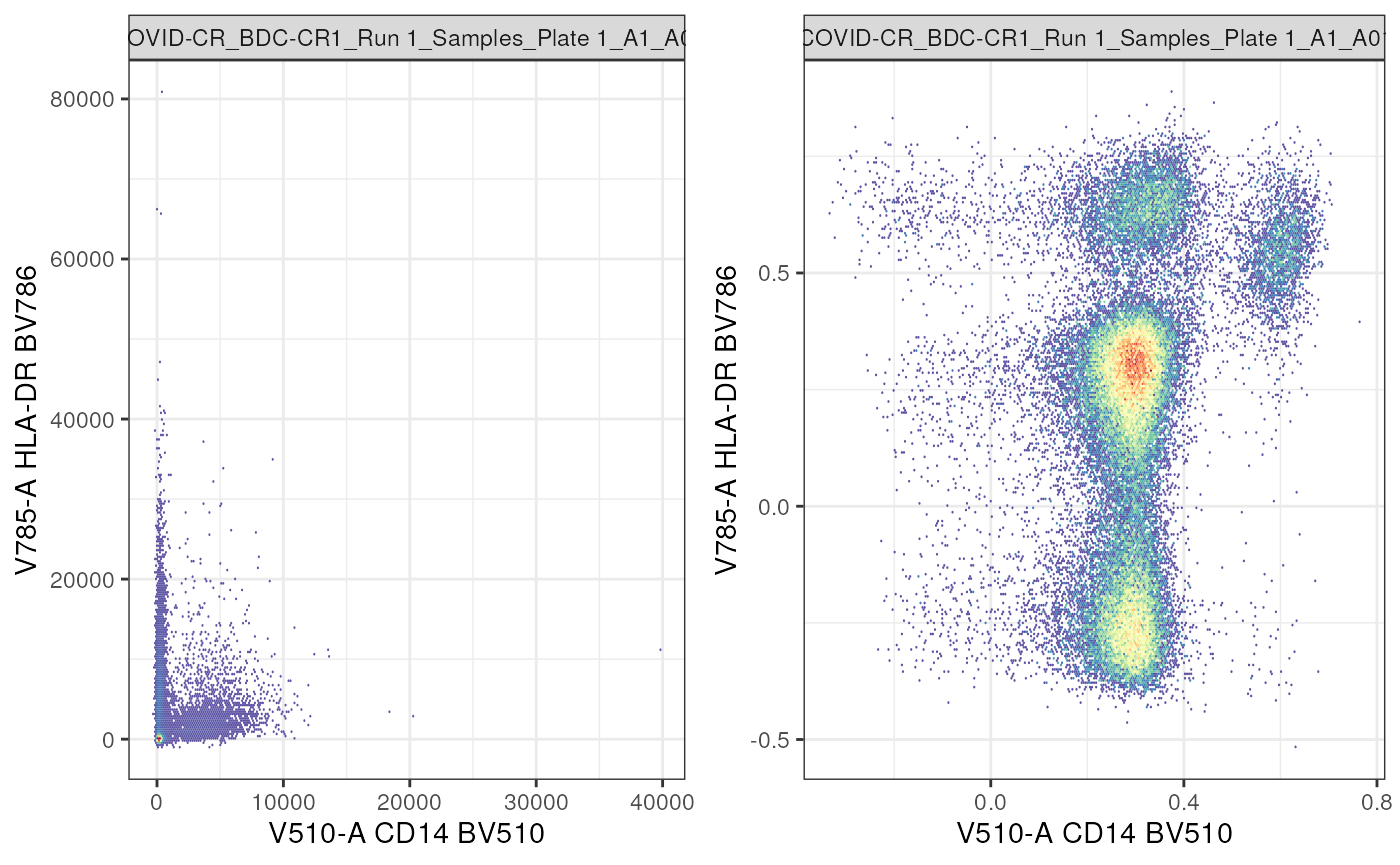 OVID-CR_BDC-CR1_Run 1_Samples_Plate 1_A1_A0
V785-A HLA-DR BV786
80000
60000
40000
20000
0
0 10000 20000 30000 40000
V510-A CD14 BV510
COVID-CR_BDC-CR1_Run 1_Samples_Plate 1_A1_A0
V785-A HLA-DR BV786
0.5
0.0
-0.5
0.0 0.4 0.8
V510-A CD14 BV510